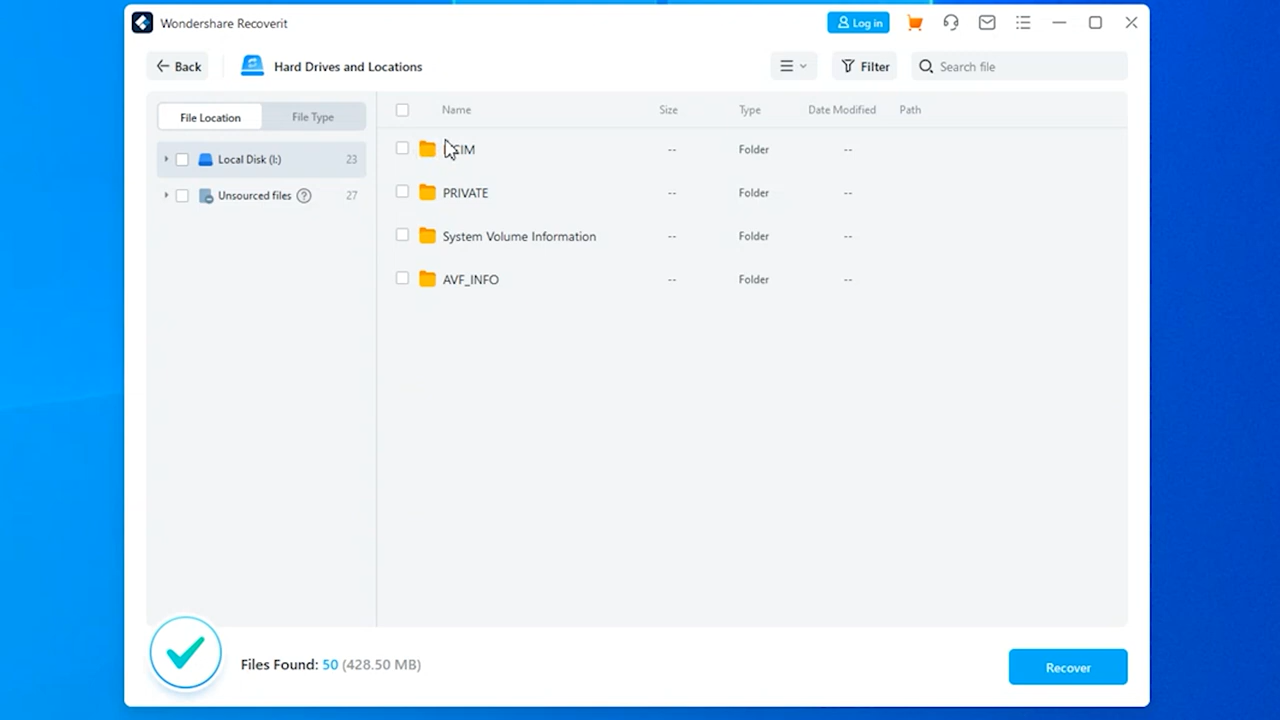 Wondershare Recoverit
Log in
Back
Hard Drives and Locations
Filter
Search file
File Location
File Type
Name
Size
Type
Date Modified
Path
Local Disk (I:)
23
Unsourced files ?
27
-- Folder --
PRIVATE -- Folder --
System Volume Information -- Folder --
AVF_INFO -- Folder --
Files Found: 50 (428.50 MB)
Recover